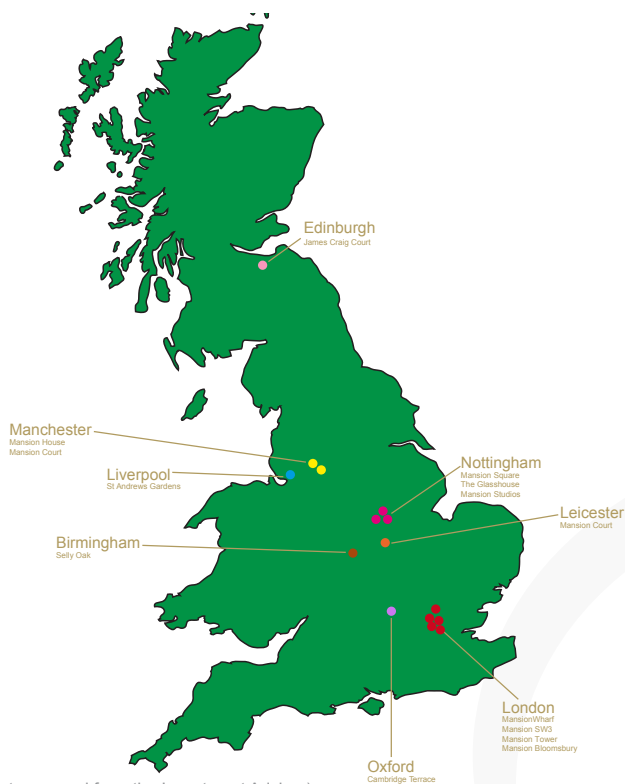 Edinburgh
James Craig Court
Manchester
Mansion House
Mansion Court
Liverpool
St Andrews Gardens
Nottingham
Mansion Square
The Glasshouse
Mansion Studios
Leicester
Mansion Court
Birmingham
Selly Oak
London
MansionWharf
Mansion SW3
Mansion Tower
Mansion Bloomsbury
Oxford
Cambridge Terrace